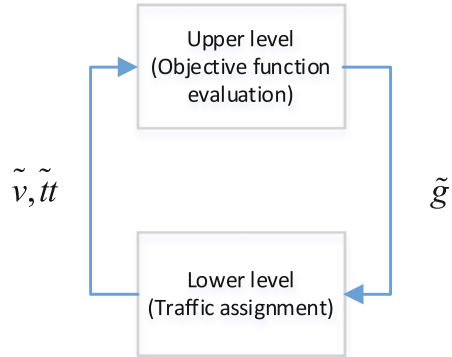 Upper level
(Objective function
evaluation)
ṽ, t̃t
g̃
Lower level
(Traffic assignment)